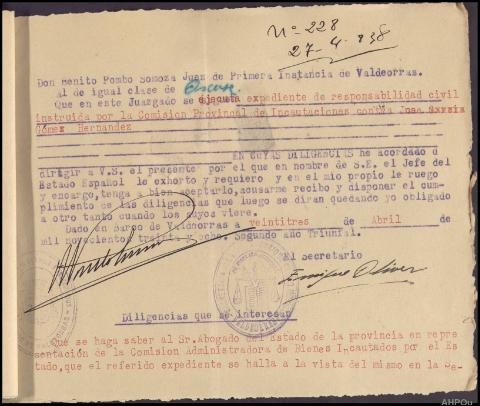 Nº 228
27-4-938
Don Benito Pombo Somoza Juez de Primera Instancia de Valdeorras.
Al de igual clase de Orense.
Que en este Juzgado se ejecuta expediente de responsabilidad civil
instruida por la Comision Provincal de Incautaciones contra Jose
Gómez Hernandez
EN CUYAS DILIGENCIAS he acordado d
dirigir a V.S. el presente por el que en nombre de S.E. el Jefe del
Estado Español le exhorto y requiero y en el mio propio le ruego
y encargo, tenga a bien aceptarlo, acusarme recibo y disponer el cum-
plimiento de las diligencias que luego se diran quedando yo obligado
a otro tanto cuando los suyos viere.
Dado en Barco de Valdeorras a veintitres de Abril de
mil novecientos treinta y ocho. Segundo año Triunfal.
El Secretario
Diligencias que se interesan
Que se haga saber al Sr. Abogado del Estado de la provincia en repre-
sentación de la Comision Administradora de Bienes Incautados por el Es-
tado, que el referido expediente se halla a la vista del mismo en la Se-
AHPOu